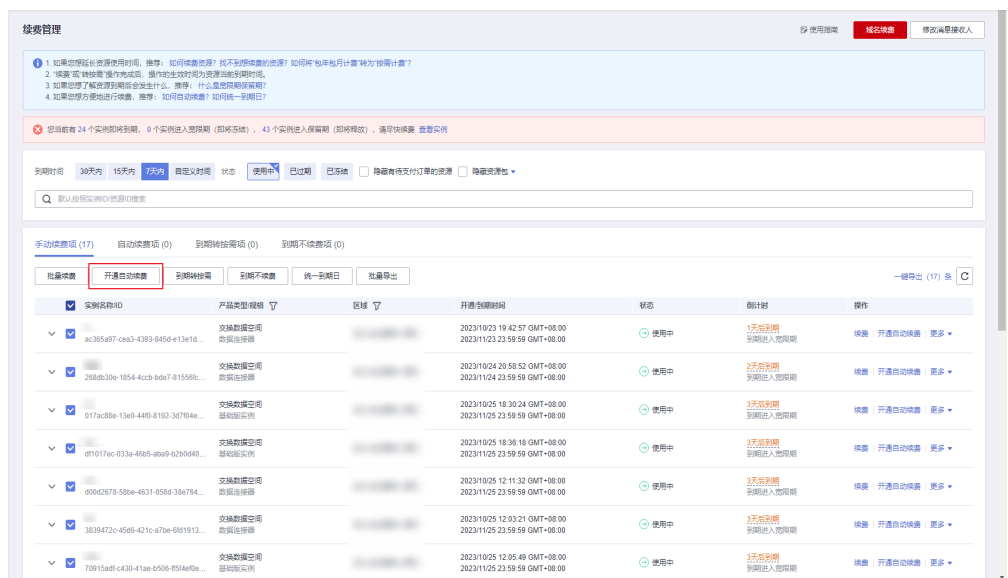 续费管理
使用指南 域名续费 修改消息接收人
1. 如果您想延长资源使用时间，推荐： 如何续费资源? 找不到想续费的资源? 如何将“包年包月计费”转为“按需计费”?
2. “续费”或“转按需”操作完成后，操作的生效时间为资源当前到期时间。
3. 如果您想了解资源到期后会发生什么，推荐： 什么是宽限期保留期?
4. 如果您想方便地进行续费，推荐： 如何自动续费? 如何统一到期日?
您当前有 24 个实例即将到期， 0 个实例进入宽限期（即将冻结）， 43 个实例进入保留期（即将释放），请尽快续费 查看实例
到期时间 30天内 15天内 7天内 自定义时间 状态 使用中 已过期 已冻结 隐藏有待支付订单的资源 隐藏资源包
默认按照实例ID/资源ID搜索
手动续费项 (17) 自动续费项 (0) 到期转按需项 (0) 到期不续费项 (0)
批量续费 开通自动续费 到期转按需 到期不续费 统一到期日 批量导出 一键导出（17）条
实例名称/ID 产品类型/规格 区域 开通/到期时间 状态 倒计时 操作
交换数据空间 2023/10/23 19:42:57 GMT+08:00 使用中 1天后到期 续费 开通自动续费 更多
ac365a97-cea3-4393-845d-e13e1d... 数据连接器 2023/11/23 23:59:59 GMT+08:00 到期进入宽限期
交换数据空间 2023/10/24 20:58:52 GMT+08:00 使用中 2天后到期 续费 开通自动续费 更多
268db30e-1854-4ccb-bde7-81556fc... 数据连接器 2023/11/24 23:59:59 GMT+08:00 到期进入宽限期
交换数据空间 2023/10/25 18:30:24 GMT+08:00 使用中 3天后到期 续费 开通自动续费 更多
017ac88e-13e0-44f0-8192-3d7f04e... 基础版实例 2023/11/25 23:59:59 GMT+08:00 到期进入宽限期
交换数据空间 2023/10/25 18:36:18 GMT+08:00 使用中 3天后到期 续费 开通自动续费 更多
df1017ec-033a-46b5-aba9-b2b0d40... 基础版实例 2023/11/25 23:59:59 GMT+08:00 到期进入宽限期
交换数据空间 2023/10/25 12:11:32 GMT+08:00 使用中 3天后到期 续费 开通自动续费 更多
d00d2678-58be-4631-858d-38e764... 数据连接器 2023/11/25 23:59:59 GMT+08:00 到期进入宽限期
交换数据空间 2023/10/25 12:03:21 GMT+08:00 使用中 3天后到期 续费 开通自动续费 更多
3839472c-45d6-421c-a7be-6fd1913... 数据连接器 2023/11/25 23:59:59 GMT+08:00 到期进入宽限期
交换数据空间 2023/10/25 12:05:49 GMT+08:00 使用中 3天后到期 续费 开通自动续费 更多
70915adf-c430-41ae-b506-ff5f4ef0e... 基础版实例 2023/11/25 23:59:59 GMT+08:00 到期进入宽限期